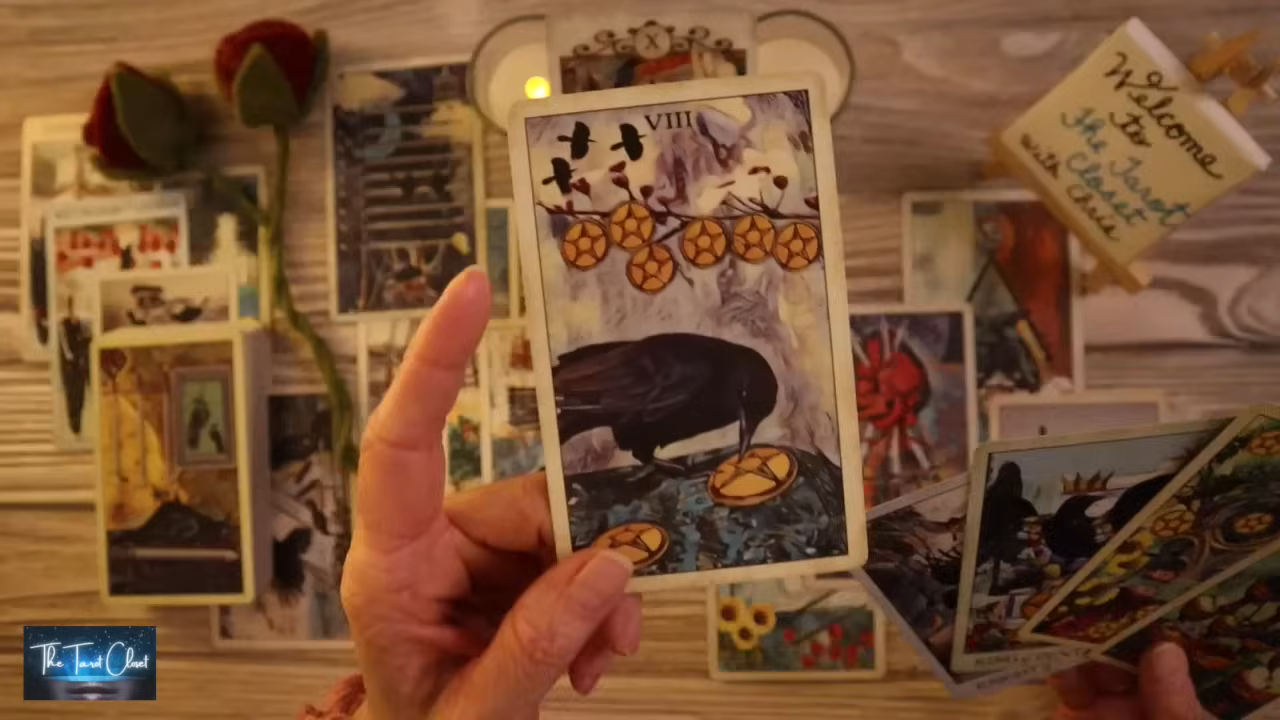 X
VIII
Welcome
to
The Tarot
Closet
with Chris
The Tarot Closet